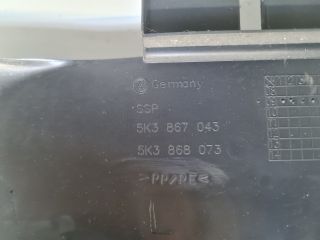 Germany
SSP
5K3 867 043
5K3 868 073
>PP/PE<
L